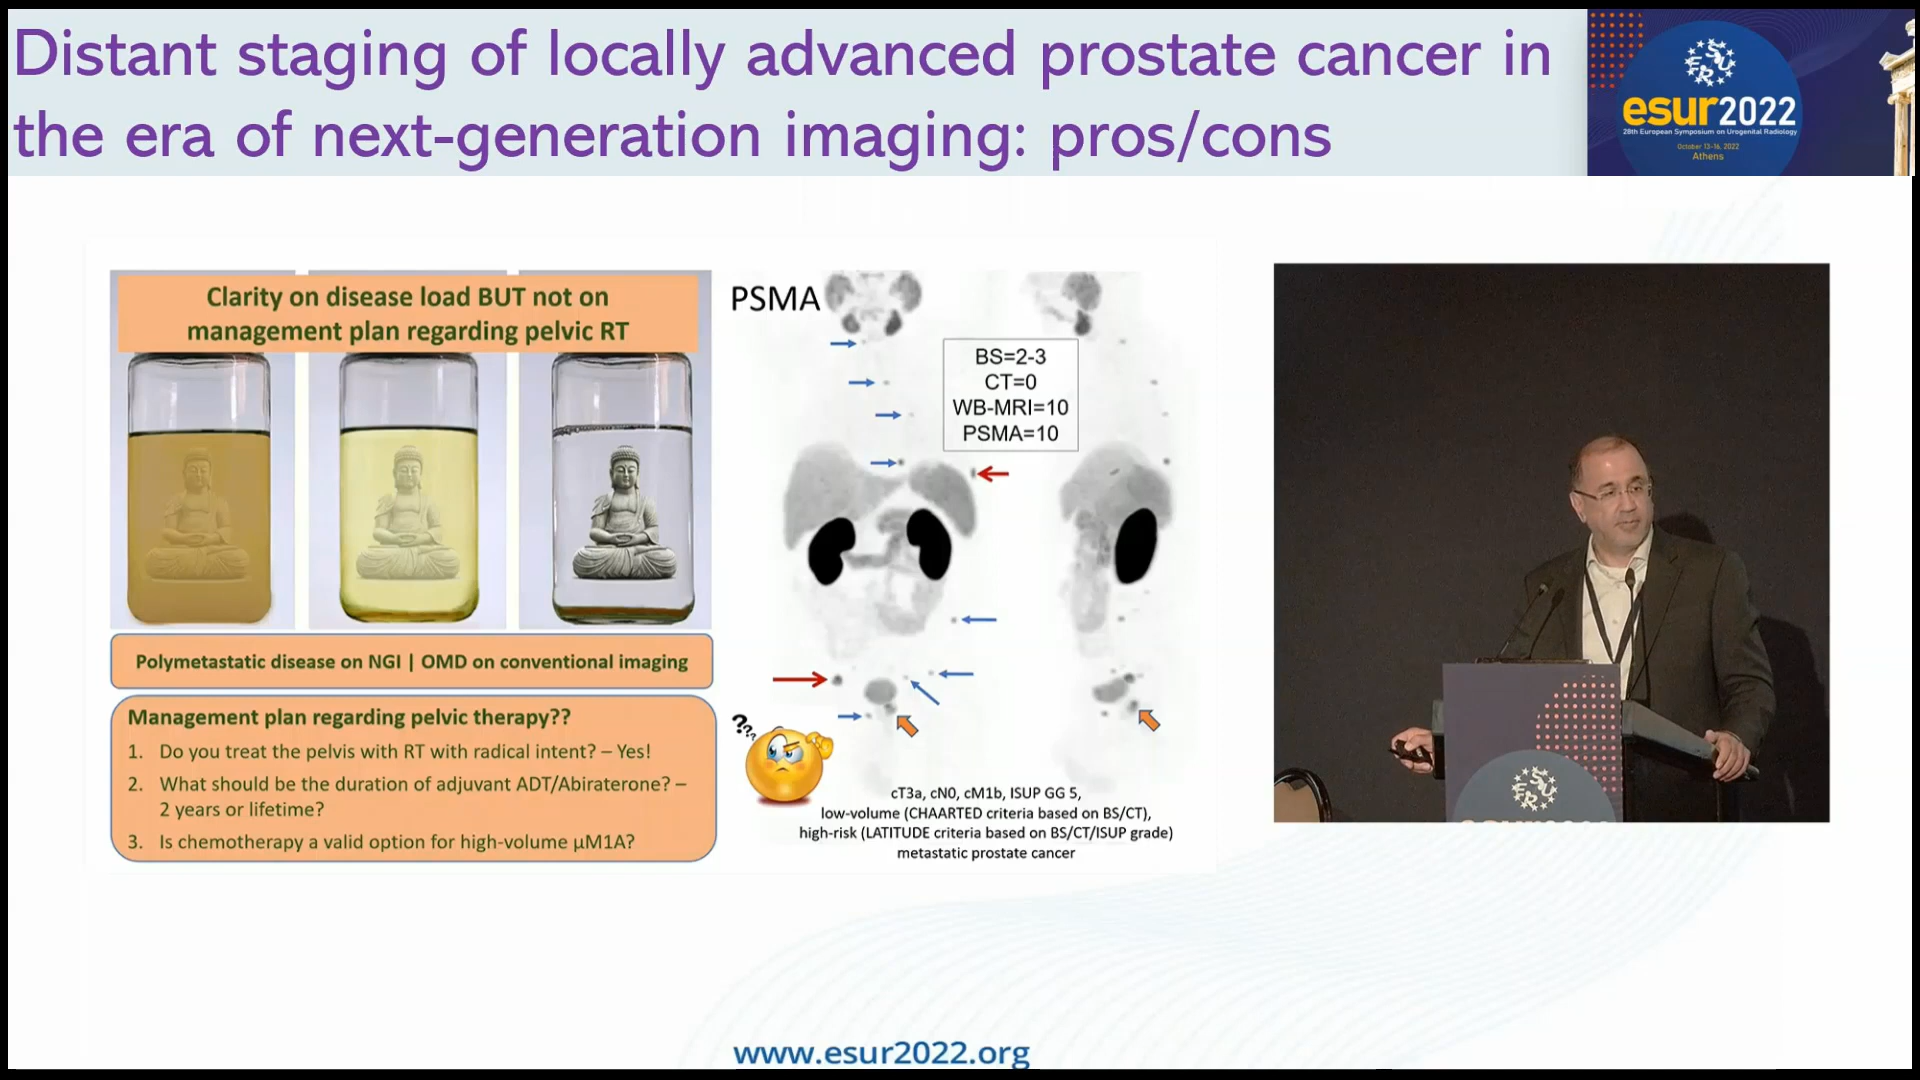 Distant staging of locally advanced prostate cancer in
the era of next-generation imaging: pros/cons
ESUR
esur2022
28th European Symposium on Urogenital Radiology
October 13-16, 2022
Athens
Clarity on disease load BUT not on
management plan regarding pelvic RT
Polymetastatic disease on NGI | OMD on conventional imaging
Management plan regarding pelvic therapy??
1. Do you treat the pelvis with RT with radical intent? – Yes!
2. What should be the duration of adjuvant ADT/Abiraterone? –
2 years or lifetime?
3. Is chemotherapy a valid option for high-volume µM1A?
PSMA
BS=2-3
CT=0
WB-MRI=10
PSMA=10
????
cT3a, cN0, cM1b, ISUP GG 5,
low-volume (CHAARTED criteria based on BS/CT),
high-risk (LATITUDE criteria based on BS/CT/ISUP grade)
metastatic prostate cancer
ESUR
www.esur2022.org